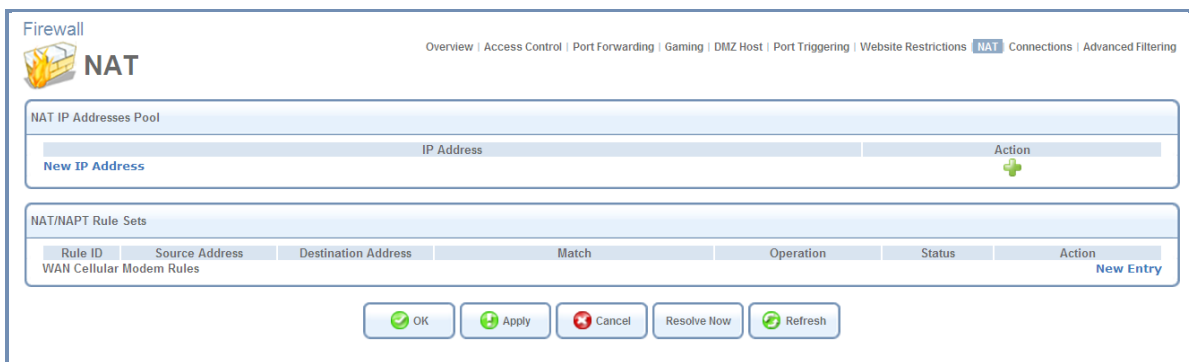 Firewall
NAT
Overview | Access Control | Port Forwarding | Gaming | DMZ Host | Port Triggering | Website Restrictions | NAT | Connections | Advanced Filtering
NAT IP Addresses Pool
IP Address Action
New IP Address
NAT/NAPT Rule Sets
Rule ID Source Address Destination Address Match Operation Status Action
WAN Cellular Modem Rules New Entry
OK Apply Cancel Resolve Now Refresh